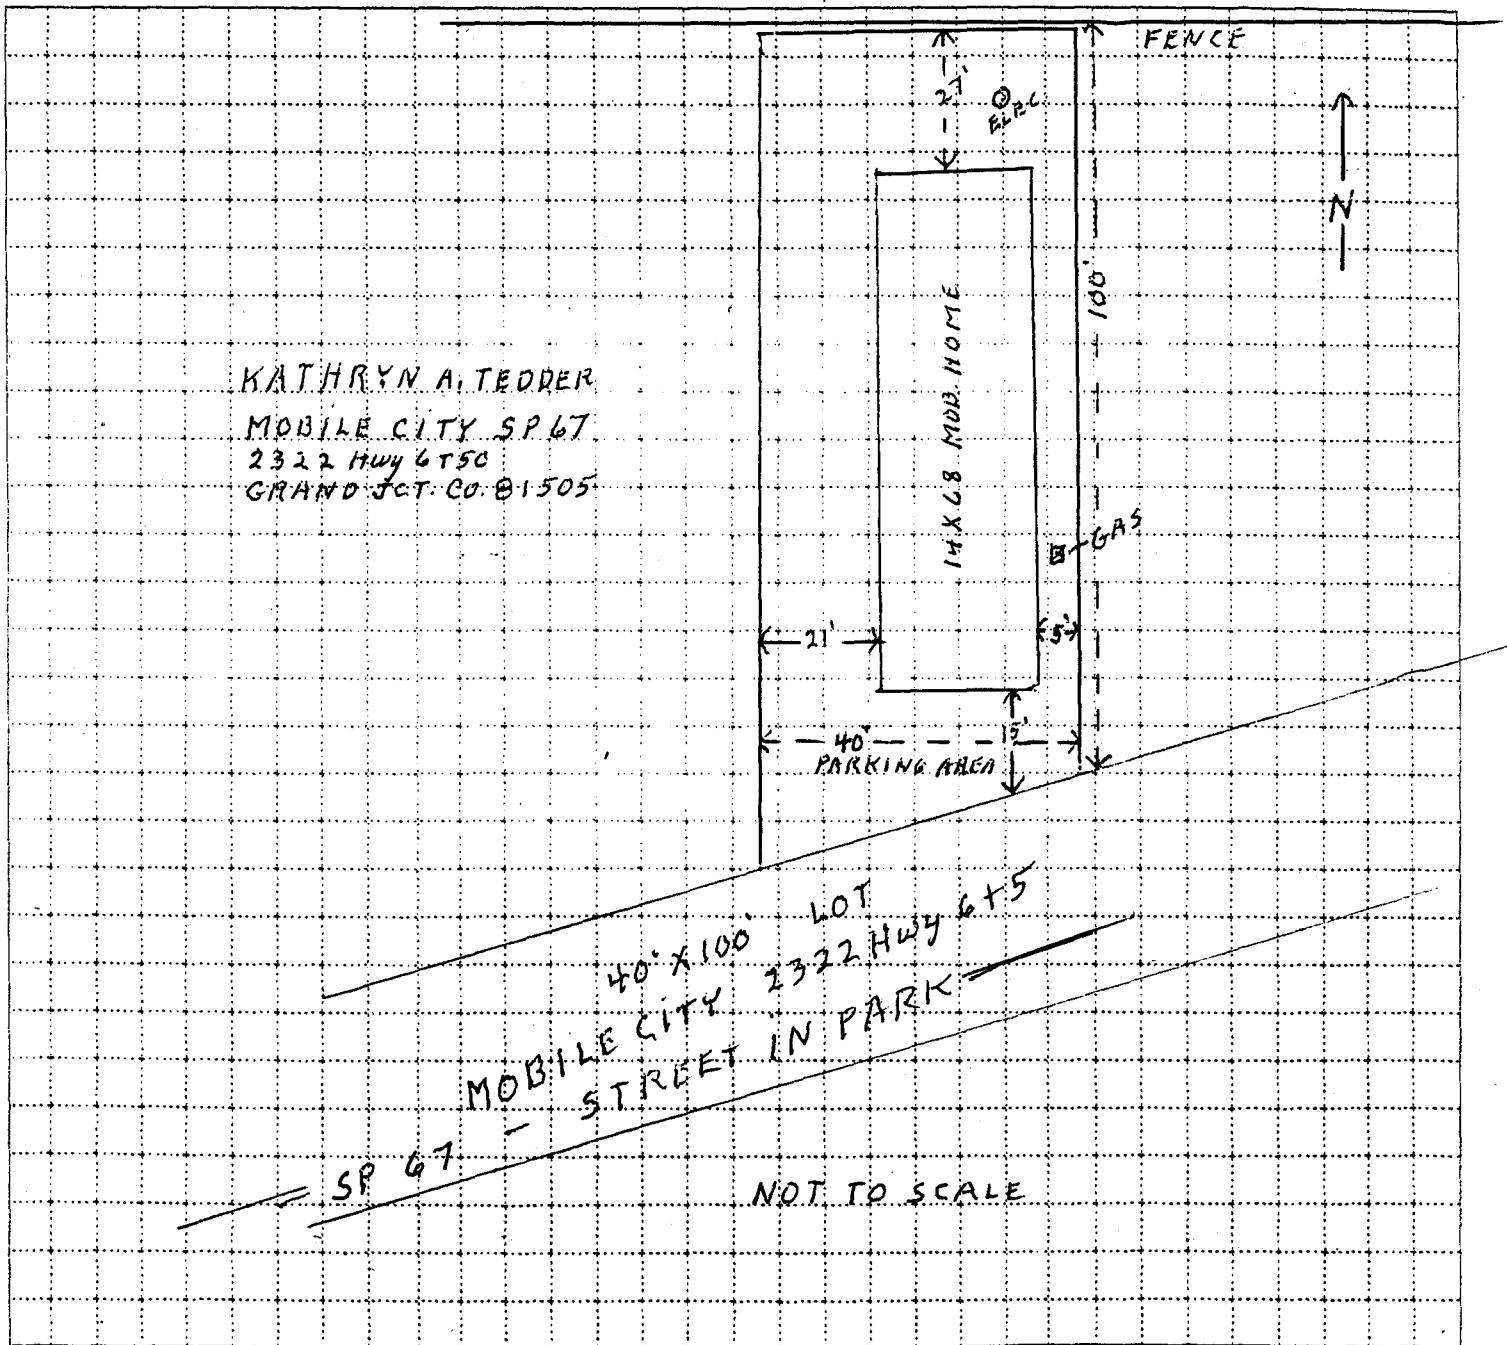 FENCE
27'
ELEC
N
100'
14 X 68 MOB. HOME
KATHRYN A. TEDDER
MOBILE CITY SP 67
2322 Hwy 6+50
GRAND JCT. CO. 81505
GAS
21'
5'
15'
40'
PARKING AREA
40' X 100' LOT
MOBILE CITY 2322 Hwy 6+5
SP 67 - STREET IN PARK
NOT TO SCALE